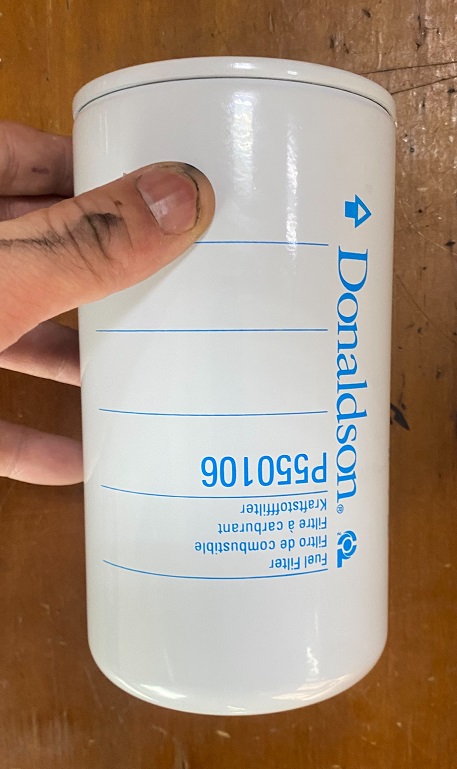 Donaldson®
P550106
Kraftstofffilter
Filtre à carburant
Filtro de combustible
Fuel Filter